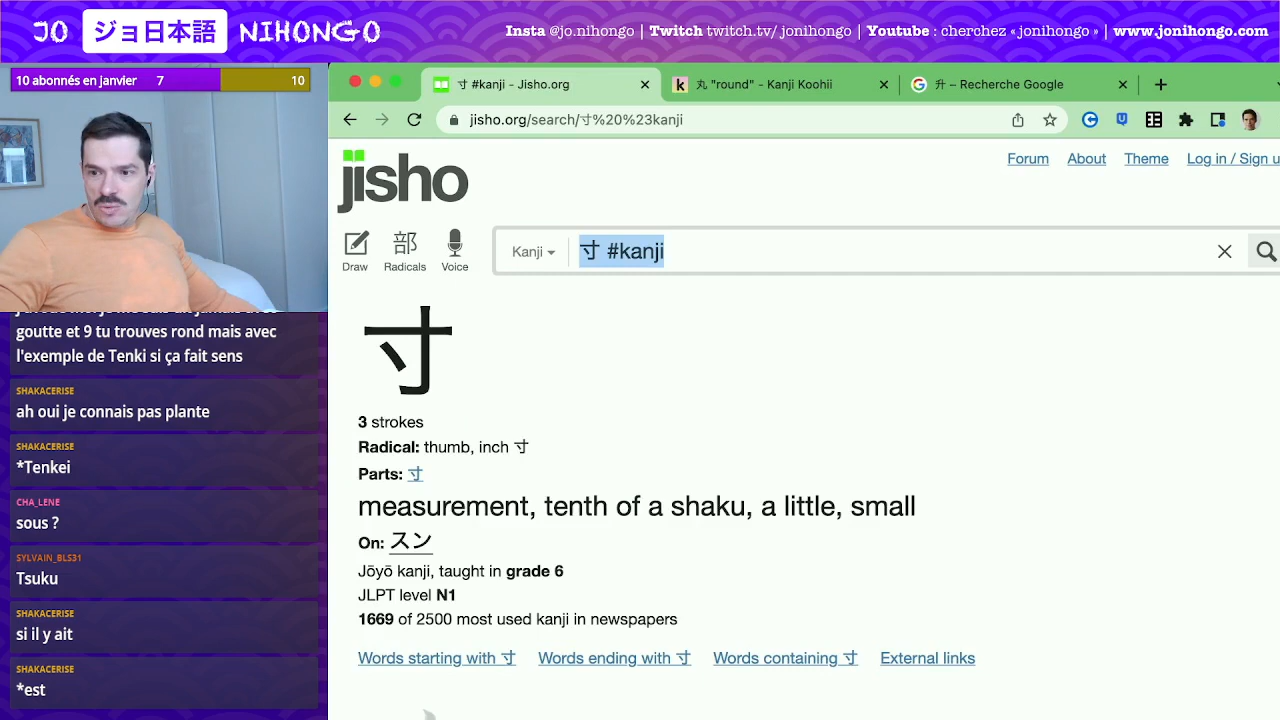 JO ジョ日本語 NIHONGO
Insta @jo.nihongo | Twitch twitch.tv/ jonihongo | Youtube : cherchez « jonihongo » | www.jonihongo.com
10 abonnés en janvier 7 10
寸 #kanji - Jisho.org
丸 "round" - Kanji Koohii
升 – Recherche Google
jisho.org/search/寸%20%23kanji
jisho
Forum About Theme Log in / Sign u
部
Draw Radicals Voice
Kanji 寸 #kanji
寸
3 strokes
Radical: thumb, inch 寸
Parts: 寸
measurement, tenth of a shaku, a little, small
On: スン
Jōyō kanji, taught in grade 6
JLPT level N1
1669 of 2500 most used kanji in newspapers
Words starting with 寸 Words ending with 寸 Words containing 寸 External links
goutte et 9 tu trouves rond mais avec
l'exemple de Tenki si ça fait sens
SHAKACERISE
ah oui je connais pas plante
SHAKACERISE
*Tenkei
CHA_LENE
sous ?
SYLVAIN_BLS31
Tsuku
SHAKACERISE
si il y ait
SHAKACERISE
*est